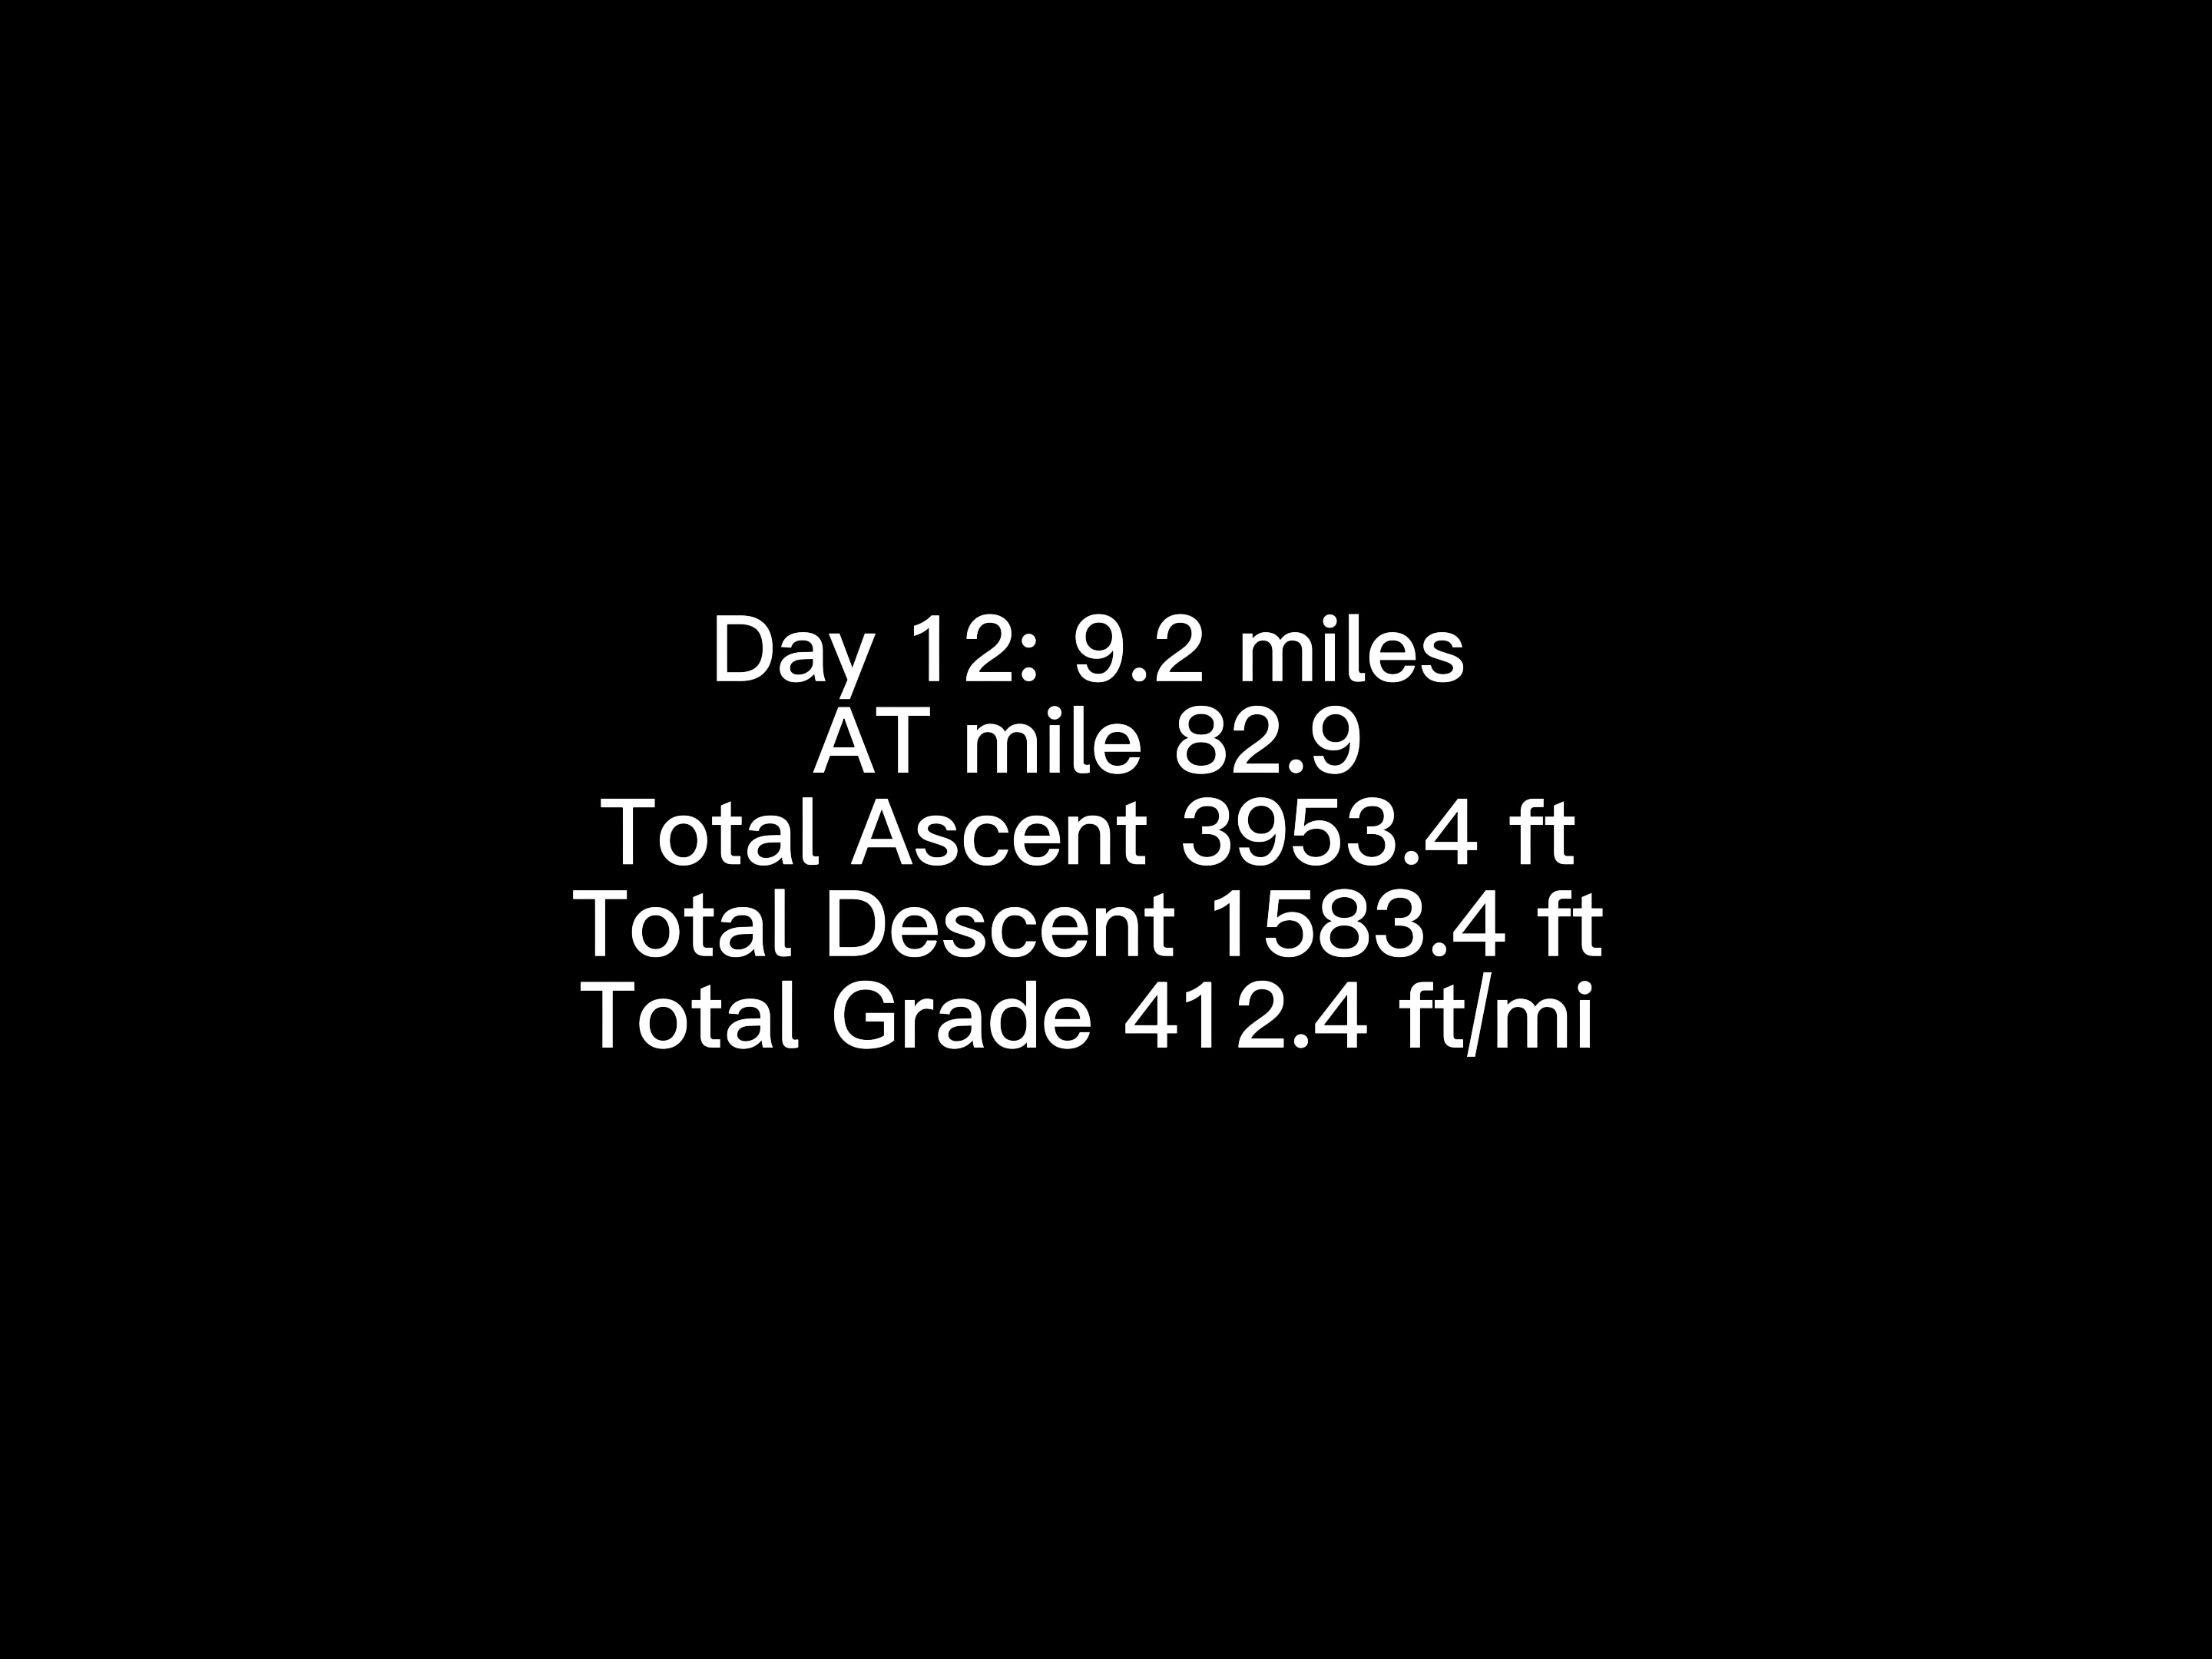 Day 12: 9.2 miles
AT mile 82.9
Total Ascent 3953.4 ft
Total Descent 1583.4 ft
Total Grade 412.4 ft/mi